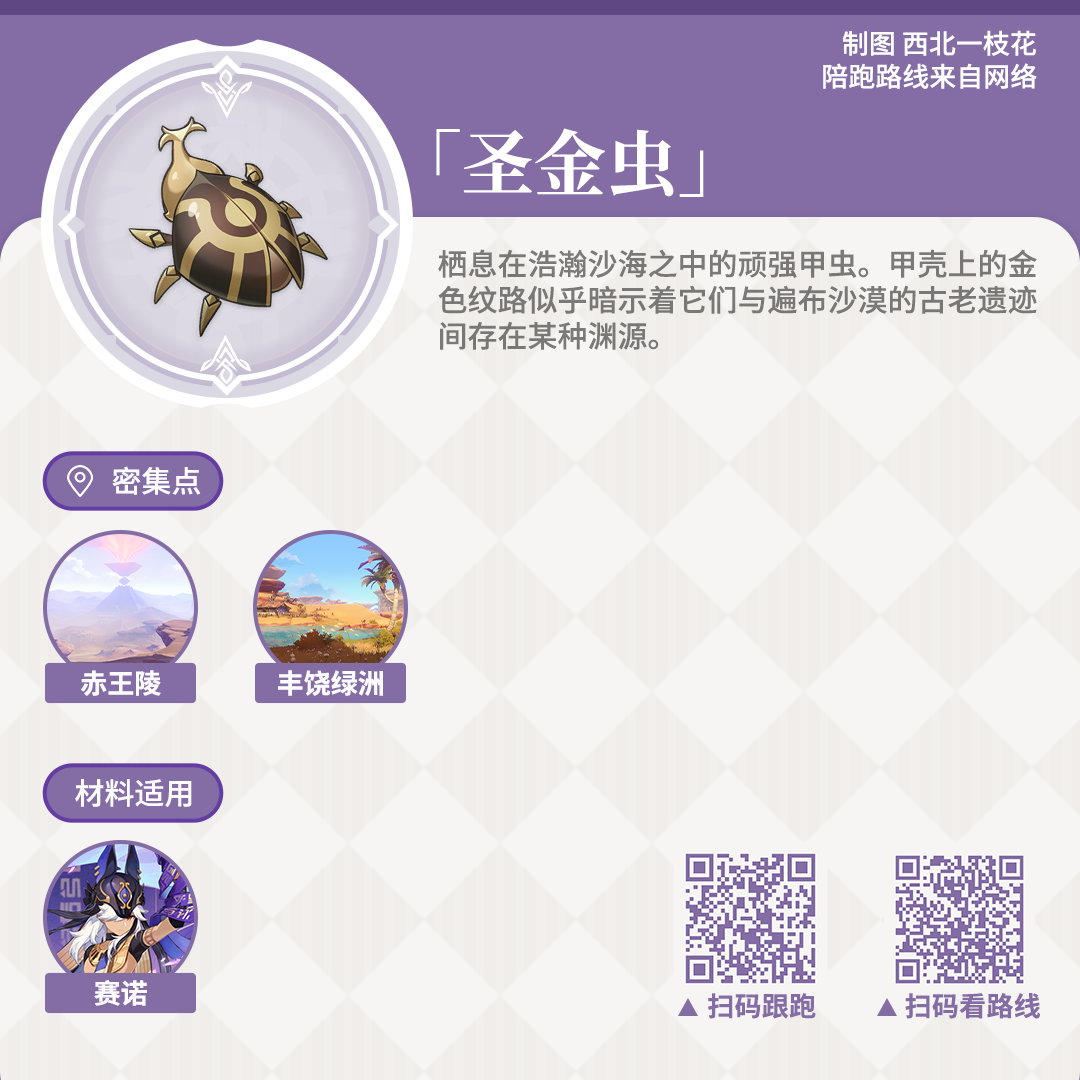 制图 西北一枝花
陪跑路线来自网络
「圣金虫」
栖息在浩瀚沙海之中的顽强甲虫。甲壳上的金
色纹路似乎暗示着它们与遍布沙漠的古老遗迹
间存在某种渊源。
密集点
赤王陵
丰饶绿洲
材料适用
赛诺
▲ 扫码跟跑
▲ 扫码看路线